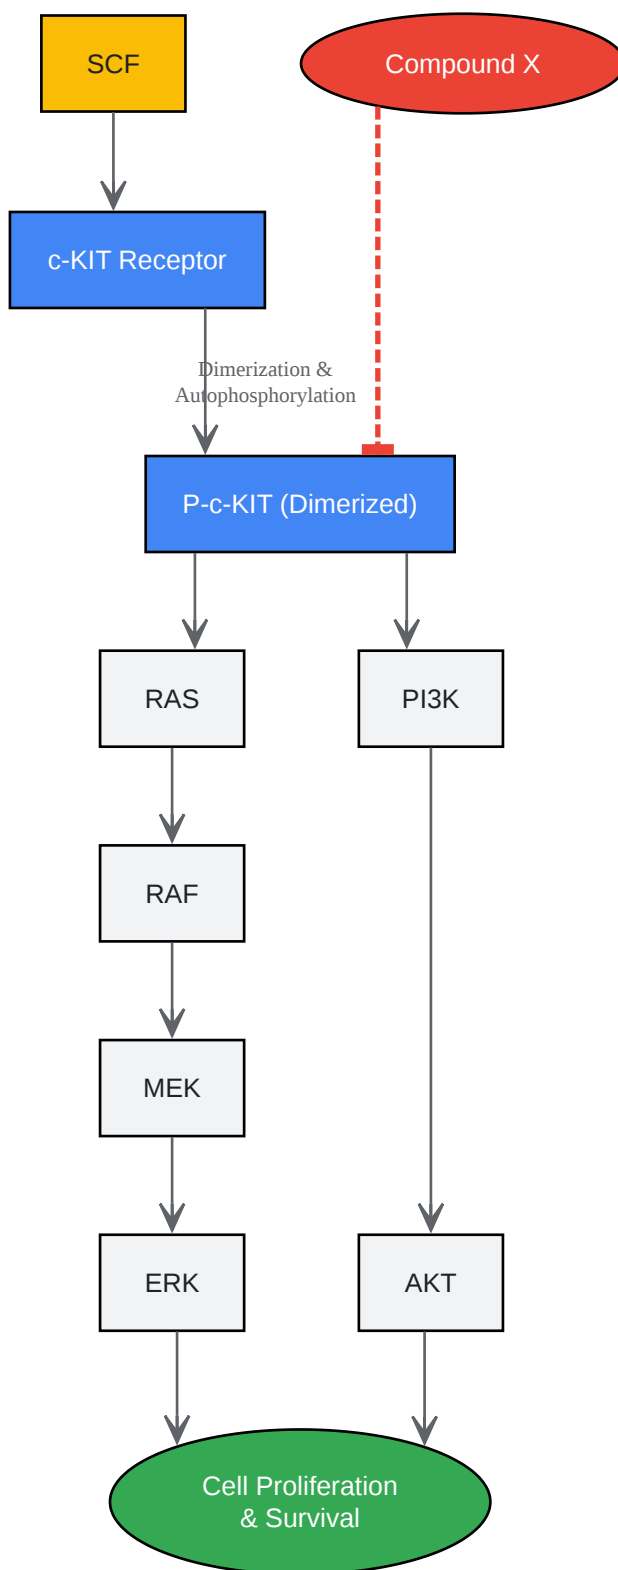 SCF
Compound X
c-KIT Receptor
Dimerization &
Autophosphorylation
P-c-KIT (Dimerized)
RAS
PI3K
RAF
MEK
ERK
AKT
Cell Proliferation
& Survival